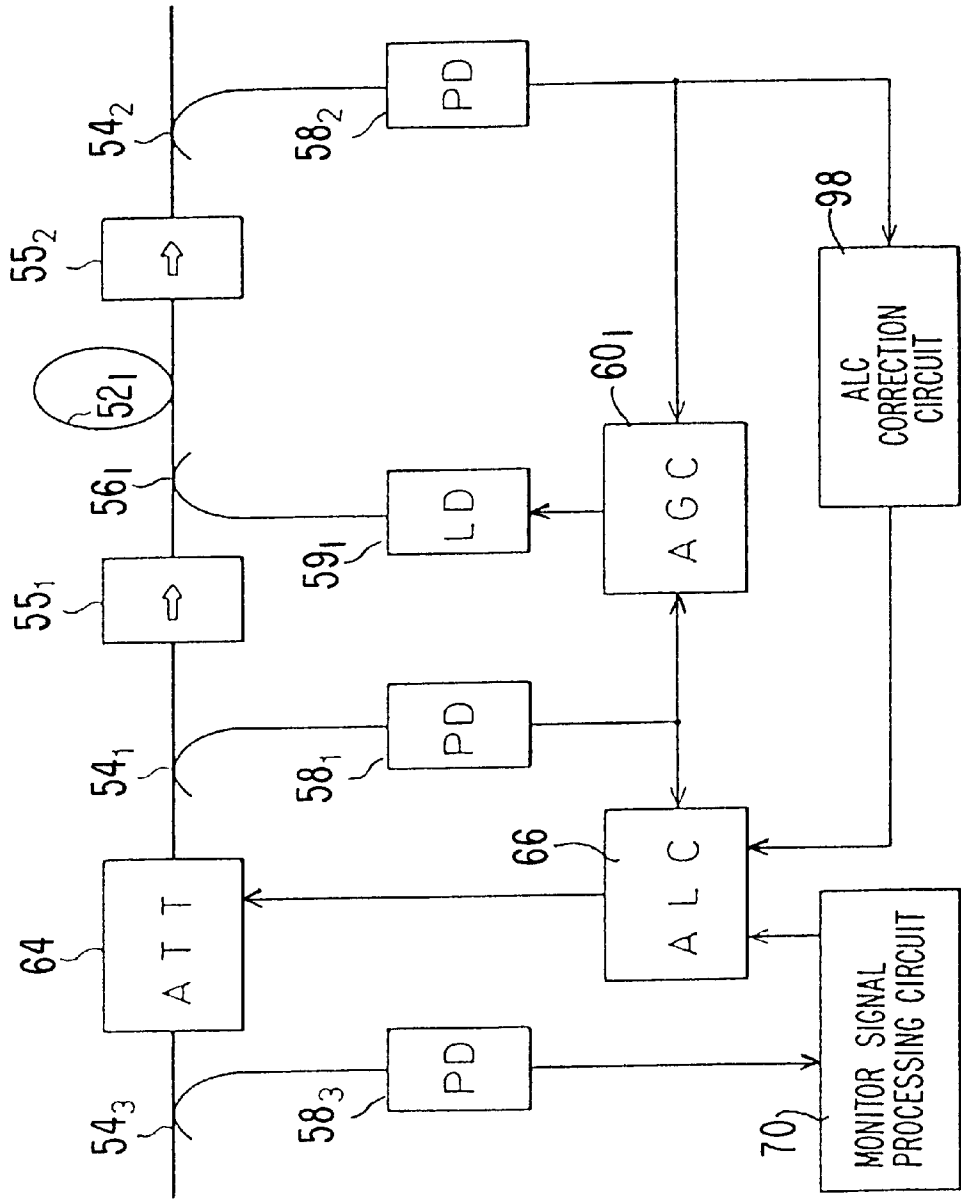 54₃
64
ATT
54₁
55₁
56₁
52₁
55₂
54₂
58₃
PD
58₁
PD
59₁
LD
58₂
PD
66
ALC
60₁
AGC
70
MONITOR SIGNAL
PROCESSING CIRCUIT
98
ALC
CORRECTION
CIRCUIT